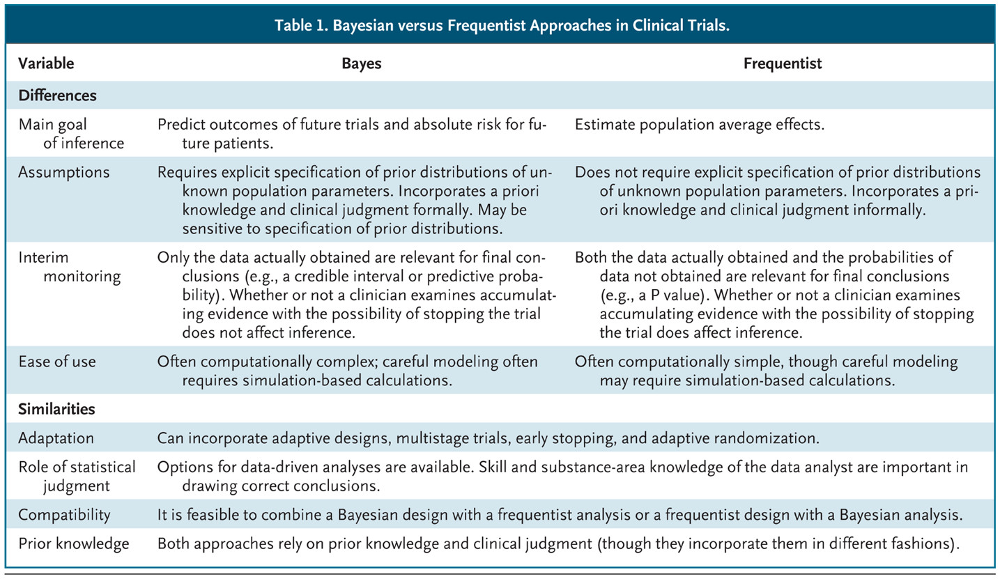 Table 1. Bayesian versus Frequentist Approaches in Clinical Trials.
Variable Bayes Frequentist
Differences
Main goal
of inference
Predict outcomes of future trials and absolute risk for fu-
ture patients.
Estimate population average effects.
Assumptions
Requires explicit specification of prior distributions of un-
known population parameters. Incorporates a priori
knowledge and clinical judgment formally. May be
sensitive to specification of prior distributions.
Does not require explicit specification of prior distributions
of unknown population parameters. Incorporates a pri-
ori knowledge and clinical judgment informally.
Interim
monitoring
Only the data actually obtained are relevant for final con-
clusions (e.g., a credible interval or predictive proba-
bility). Whether or not a clinician examines accumulat-
ing evidence with the possibility of stopping the trial
does not affect inference.
Both the data actually obtained and the probabilities of
data not obtained are relevant for final conclusions
(e.g., a P value). Whether or not a clinician examines
accumulating evidence with the possibility of stopping
the trial does affect inference.
Ease of use
Often computationally complex; careful modeling often
requires simulation-based calculations.
Often computationally simple, though careful modeling
may require simulation-based calculations.
Similarities
Adaptation
Can incorporate adaptive designs, multistage trials, early stopping, and adaptive randomization.
Role of statistical
judgment
Options for data-driven analyses are available. Skill and substance-area knowledge of the data analyst are important in
drawing correct conclusions.
Compatibility
It is feasible to combine a Bayesian design with a frequentist analysis or a frequentist design with a Bayesian analysis.
Prior knowledge
Both approaches rely on prior knowledge and clinical judgment (though they incorporate them in different fashions).